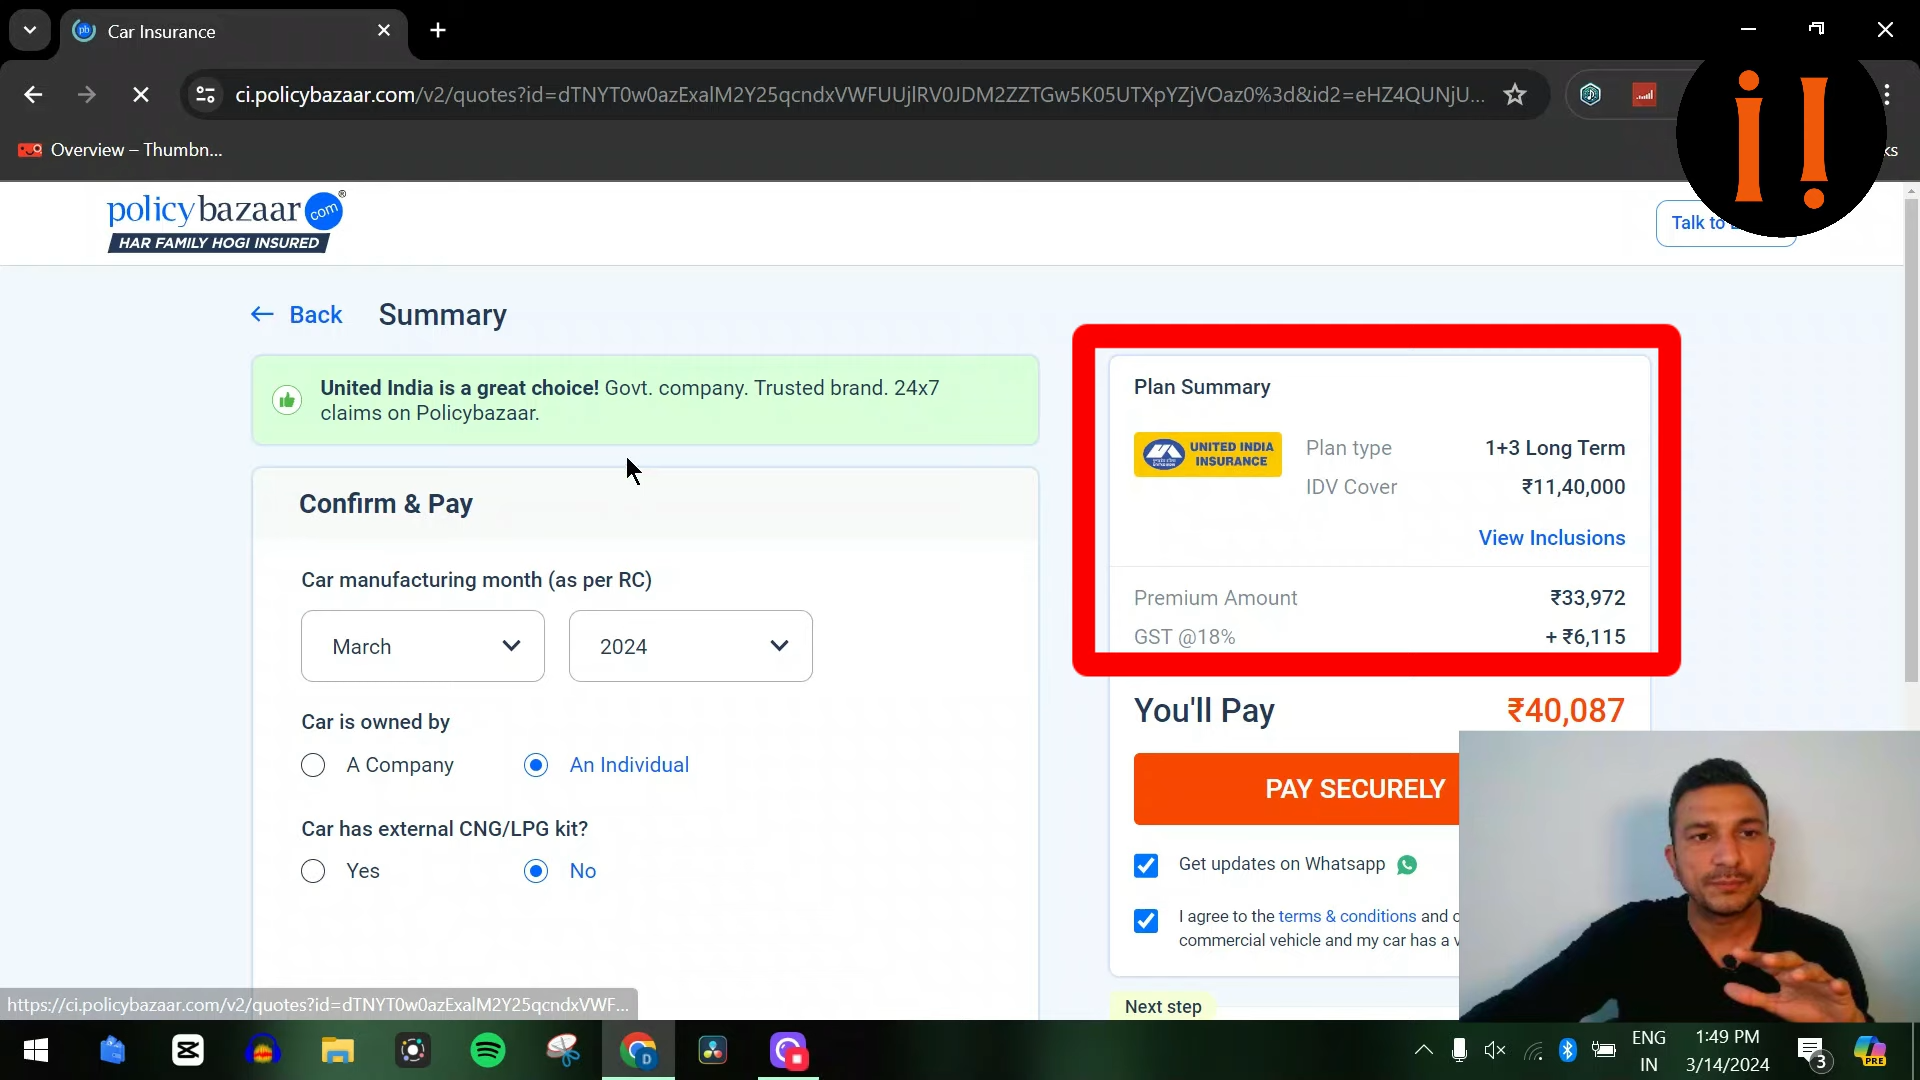 Car Insurance
ci.policybazaar.com/v2/quotes?id=dTNYT0w0azExalM2Y25qcndxVWFUUjlRV0JDM2ZZTGw5K05UTXpYZjVOaz0%3d&id2=eHZ4QUNjU...
Overview – Thumbn...
ks
policybazaar com®
HAR FAMILY HOGI INSURED
Talk to
← Back
Summary
United India is a great choice! Govt. company. Trusted brand. 24x7
claims on Policybazaar.
Confirm & Pay
Car manufacturing month (as per RC)
March
2024
Car is owned by
A Company
An Individual
Car has external CNG/LPG kit?
Yes
No
Plan Summary
UNITED INDIA
INSURANCE
Plan type
1+3 Long Term
IDV Cover
₹11,40,000
View Inclusions
Premium Amount
₹33,972
GST @18%
+ ₹6,115
You'll Pay
₹40,087
PAY SECURELY
Get updates on Whatsapp
I agree to the terms & conditions and
commercial vehicle and my car has a
Next step
https://ci.policybazaar.com/v2/quotes?id=dTNYT0w0azExalM2Y25qcndxVWF...
ENG
IN
1:49 PM
3/14/2024
3
PRE